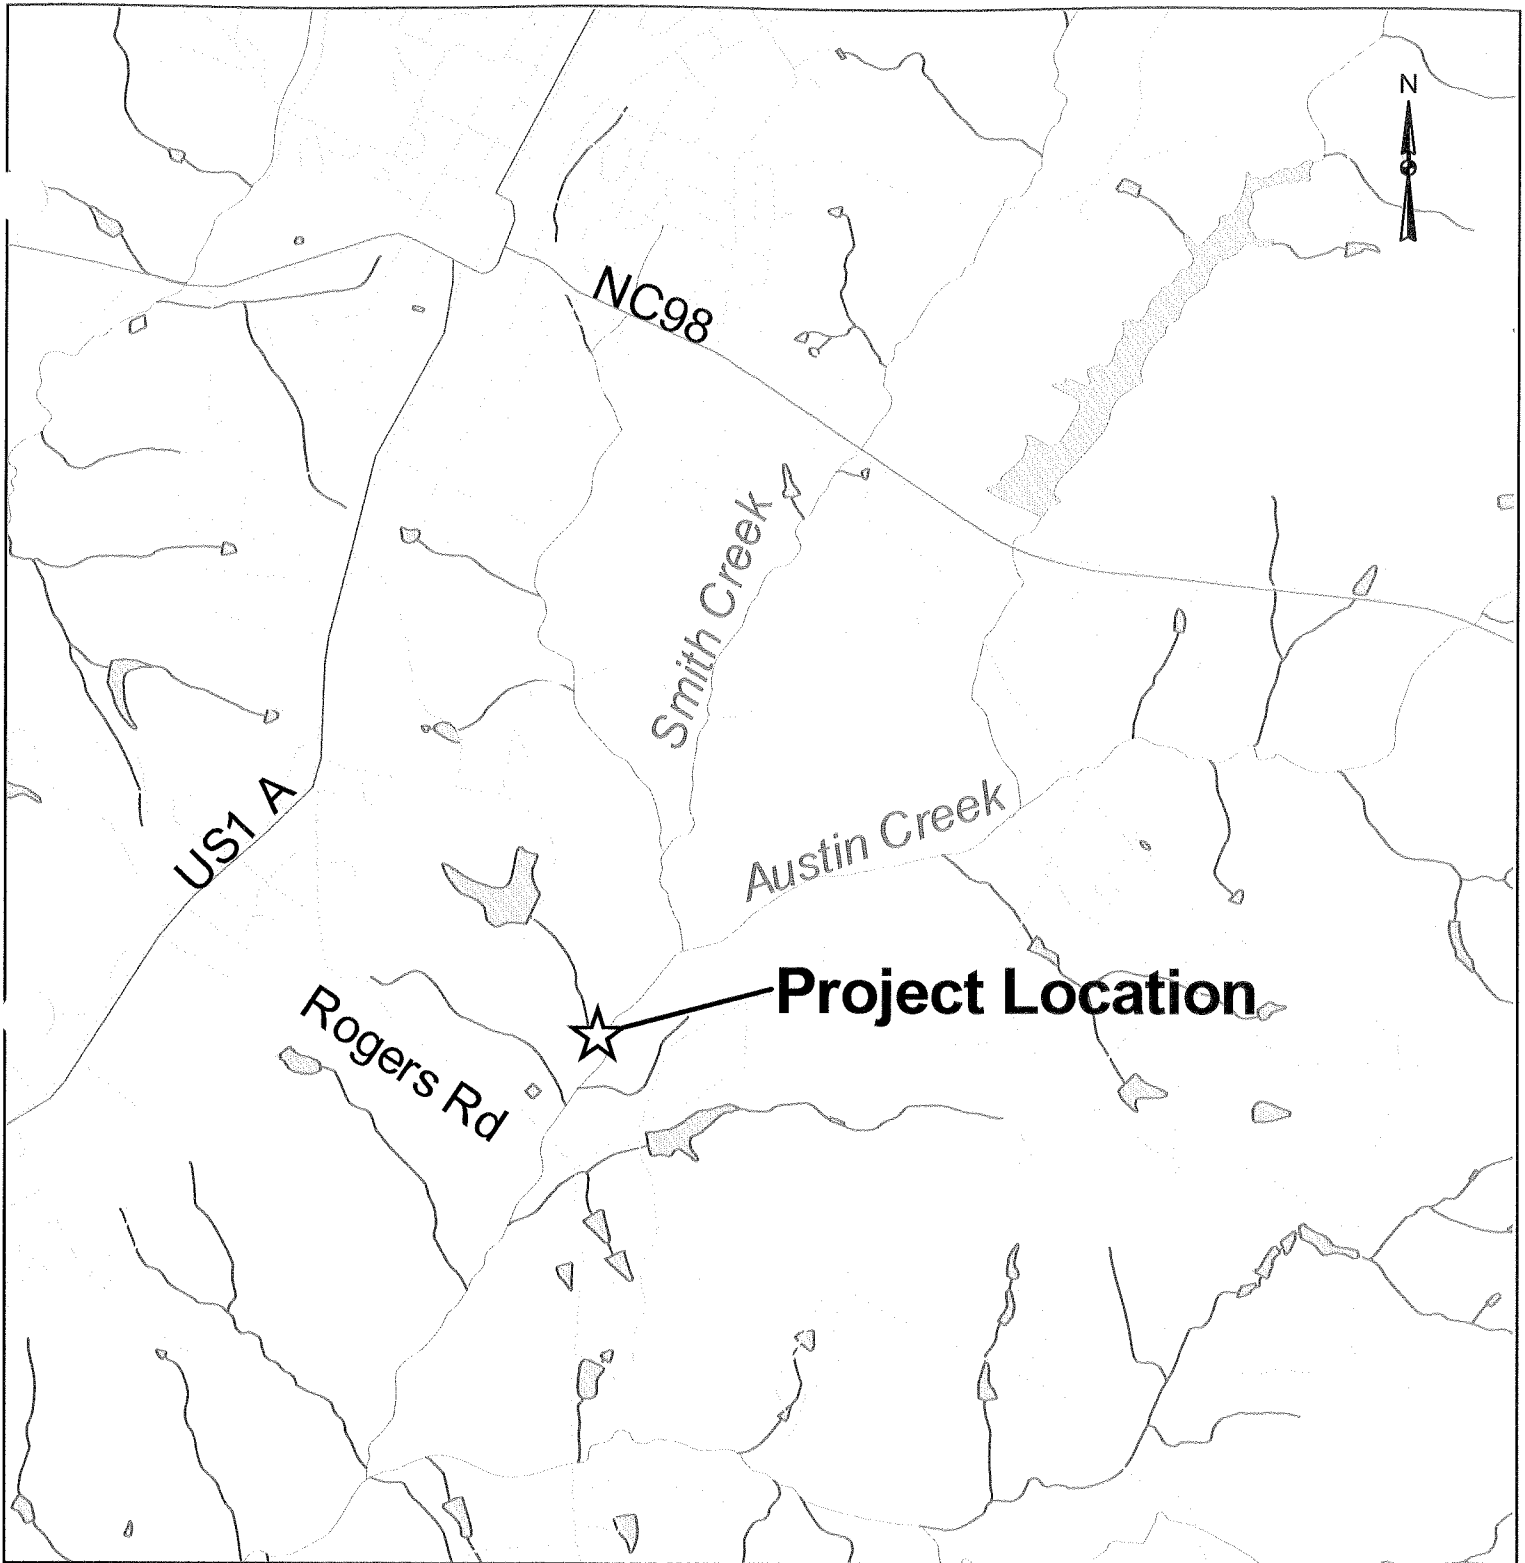 N
NC98
Smith Creek
US1 A
Austin Creek
Project Location
Rogers Rd